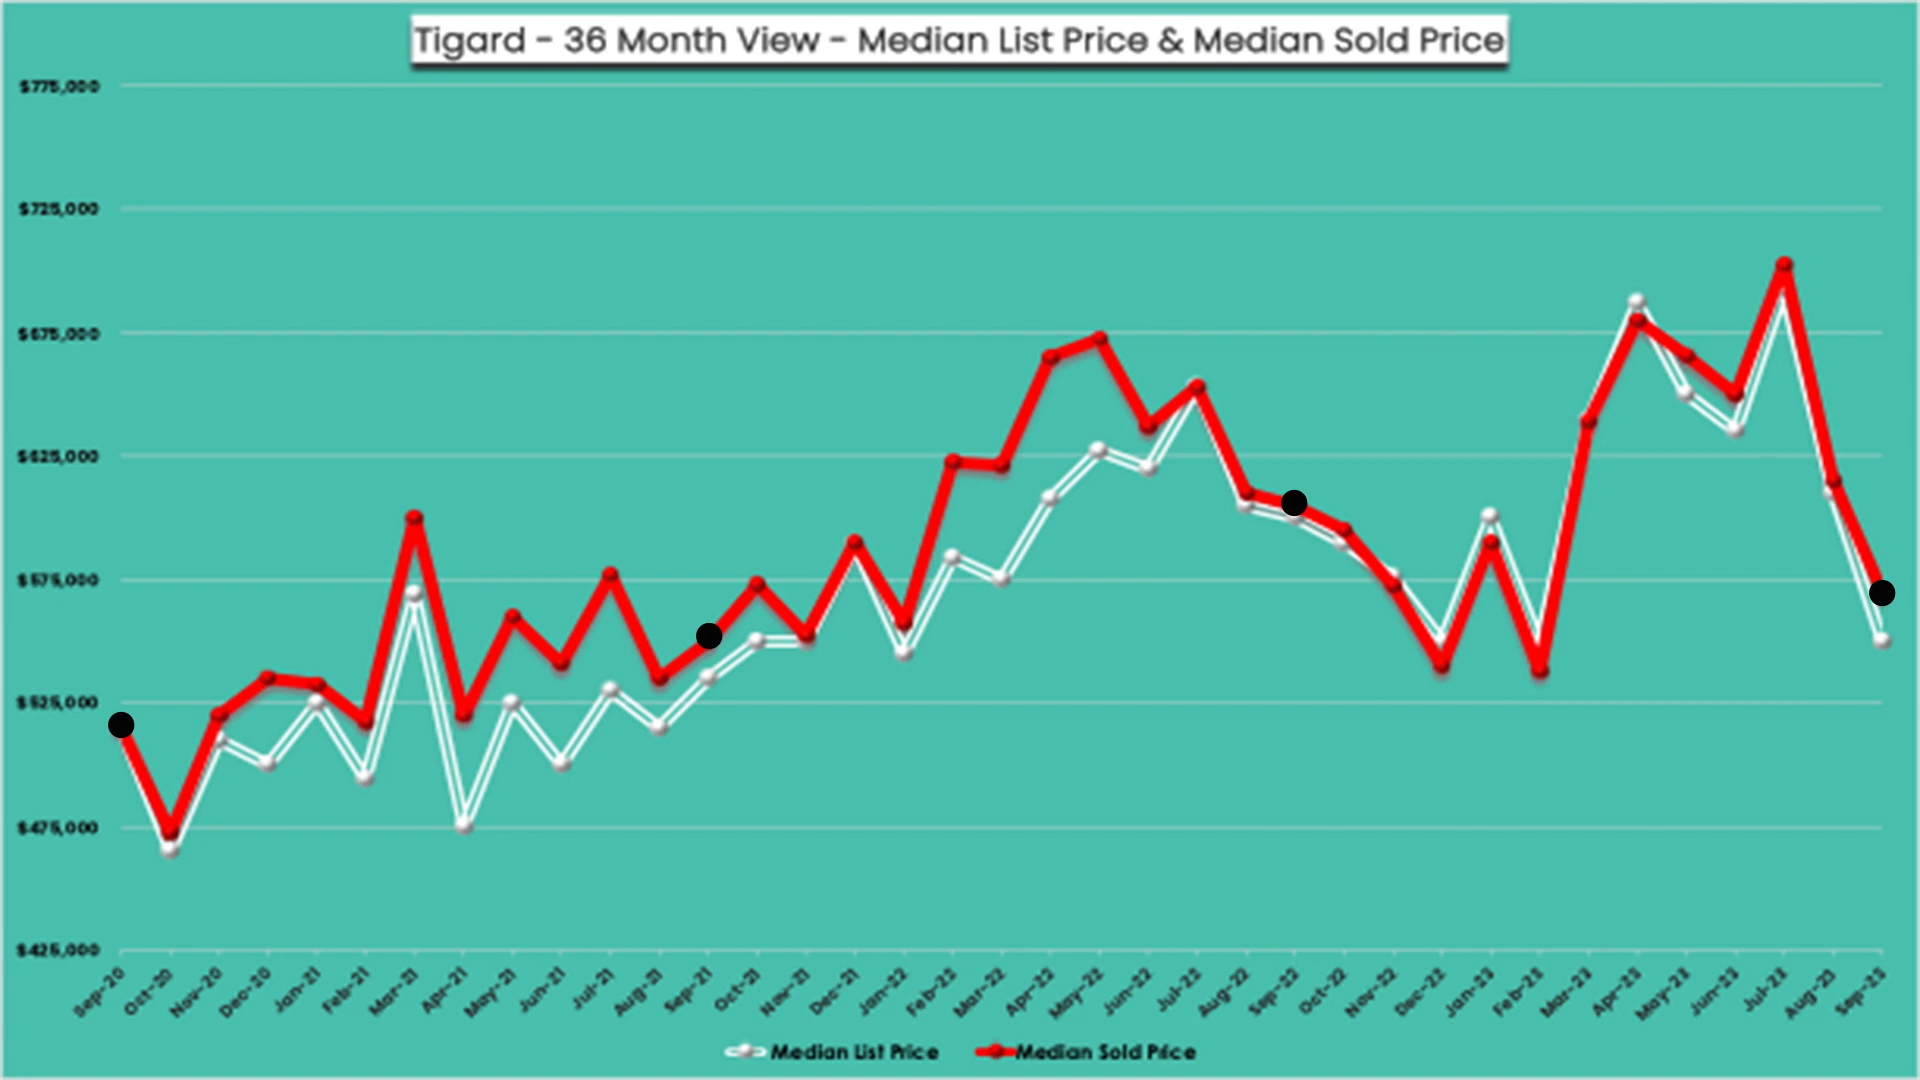 Tigard - 36 Month View - Median List Price & Median Sold Price
$775,000
$725,000
$675,000
$625,000
$575,000
$525,000
$475,000
$425,000
Sep-20
Oct-20
Nov-20
Dec-20
Jan-21
Feb-21
Mar-21
Apr-21
May-21
Jun-21
Jul-21
Aug-21
Sep-21
Oct-21
Nov-21
Dec-21
Jan-22
Feb-22
Mar-22
Apr-22
May-22
Jun-22
Jul-22
Aug-22
Sep-22
Oct-22
Nov-22
Dec-22
Jan-23
Feb-23
Mar-23
Apr-23
May-23
Jun-23
Jul-23
Aug-23
Sep-23
Median List Price
Median Sold Price